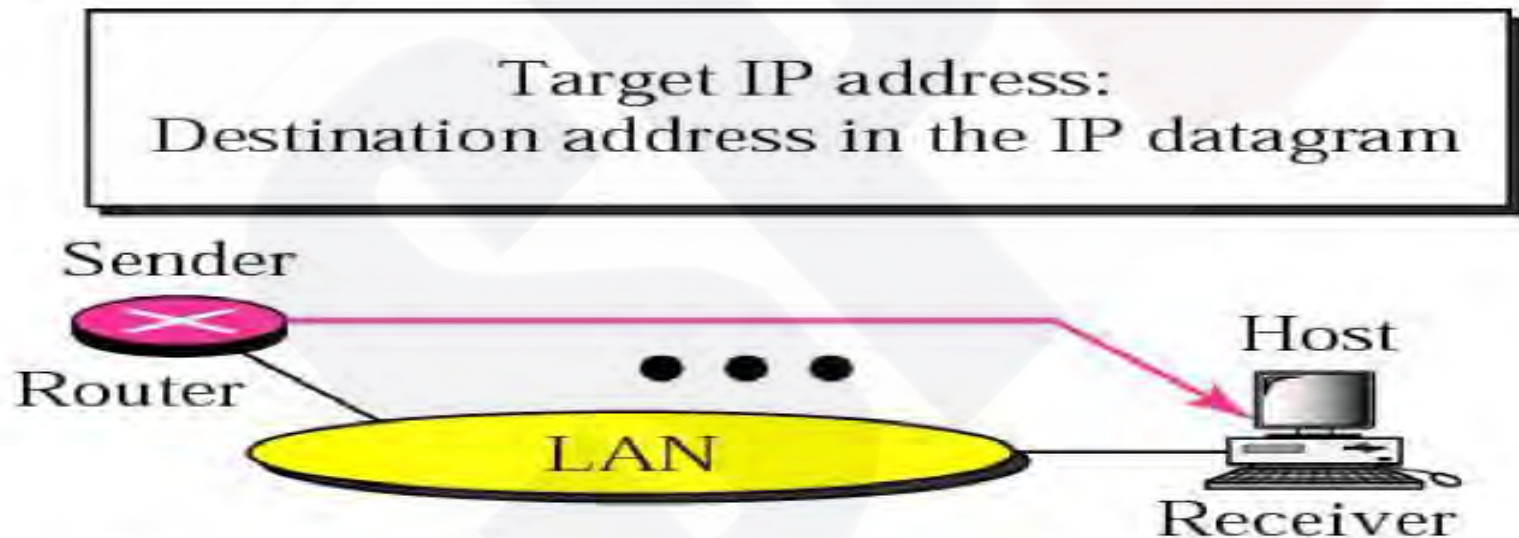 Target IP address:
Destination address in the IP datagram
Sender
Router
Host
LAN
Receiver